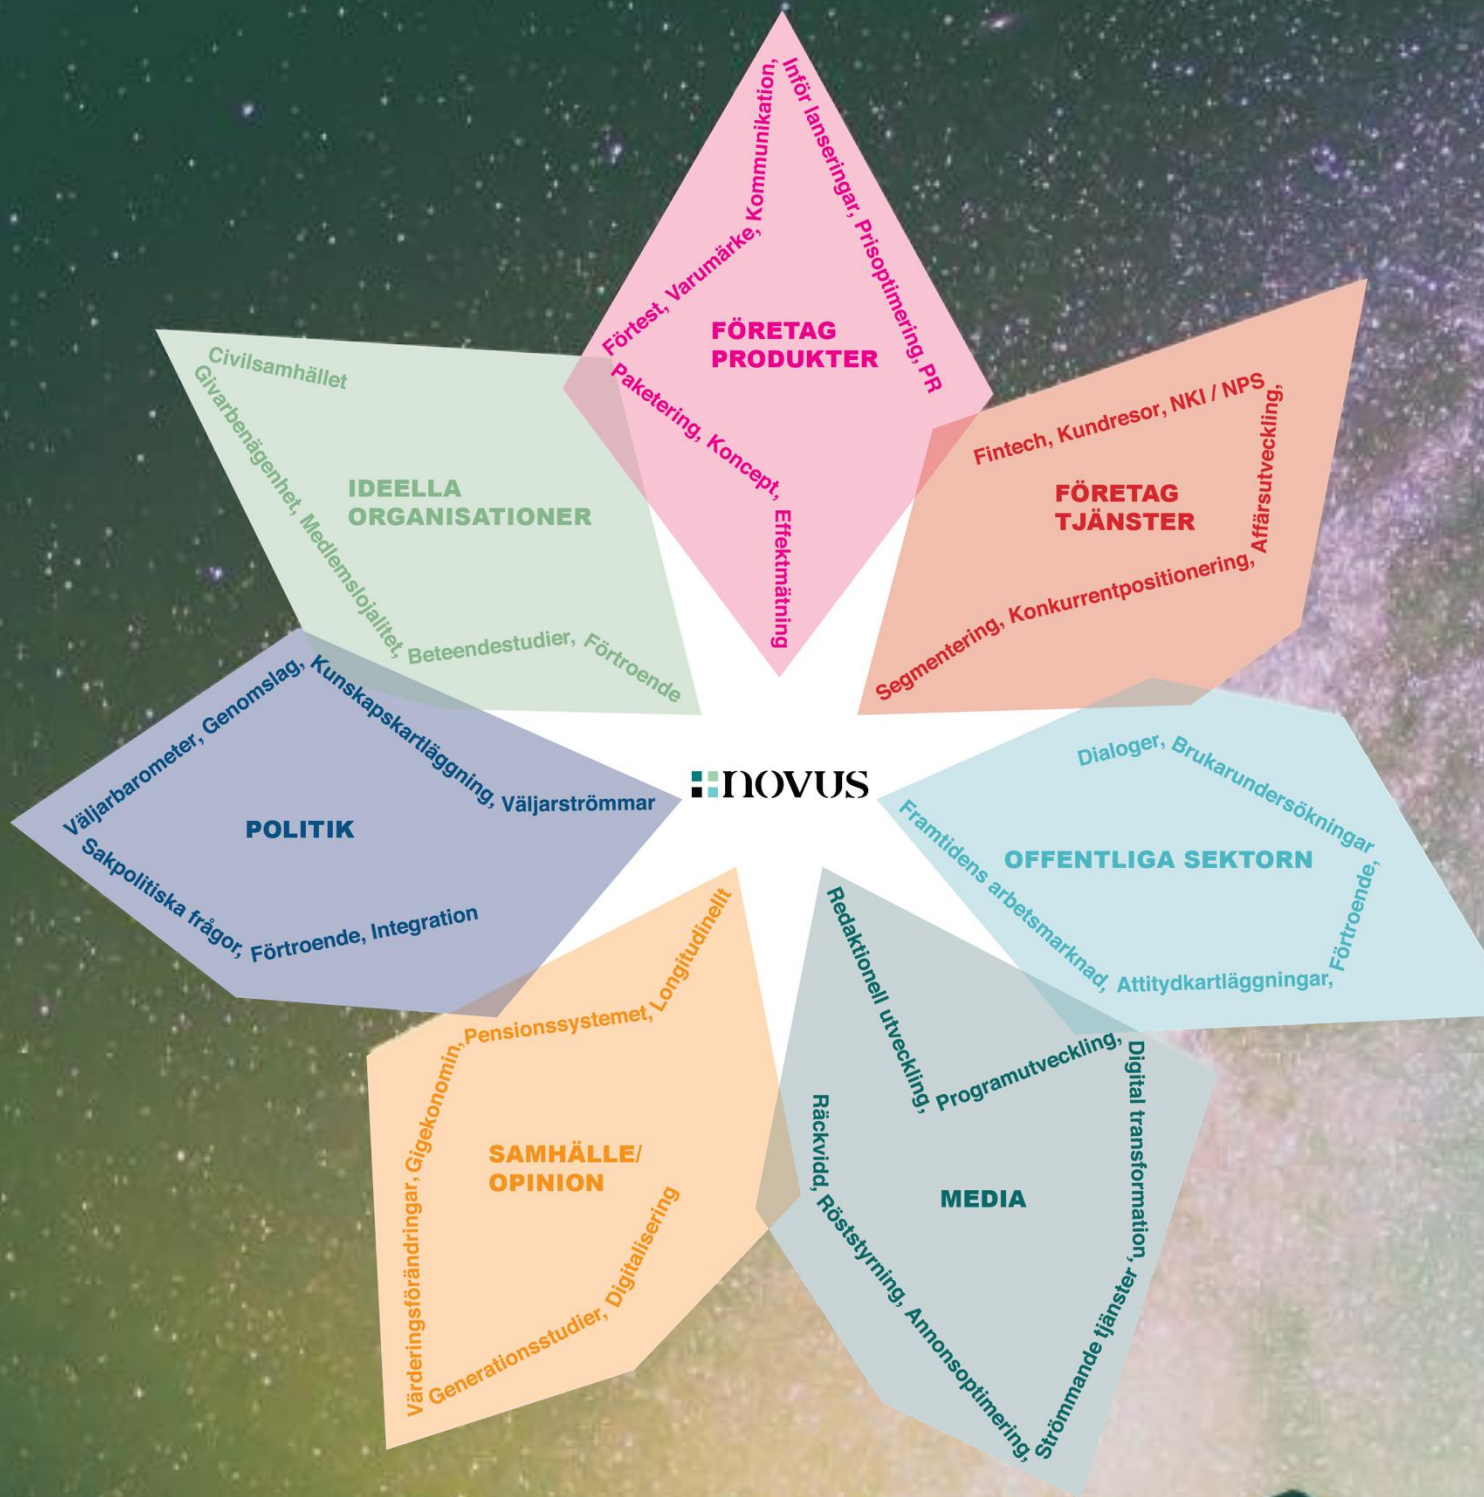 Förtest, Varumärke, Kommunikation,
Inför lanseringar, Prisoptimering, PR
FÖRETAG
PRODUKTER
Paketering, Koncept, Effektmätning
Fintech, Kundresor, NKI / NPS
FÖRETAG
TJÄNSTER
Segmentering, Konkurrentpositionering, Affärsutveckling,
Civilsamhället
Givarbenägenhet, Medlemslojalitet, Beteendestudier, Förtroende
IDEELLA
ORGANISATIONER
Väljarbarometer, Genomslag, Kunskapskartläggning, Väljarströmmar
POLITIK
Sakpolitiska frågor, Förtroende, Integration
novus
Dialoger, Brukarundersökningar
OFFENTLIGA SEKTORN
Framtidens arbetsmarknad, Attitydkartläggningar, Förtroende,
Värderingsförändringar, Gigekonomin, Pensionssystemet, Longitudinellt
SAMHÄLLE/
OPINION
Generationsstudier, Digitalisering
Redaktionell utveckling, Programutveckling, Digital transformation
MEDIA
Räckvidd, Röststyrning, Annonsoptimering, Strömmande tjänster ‘